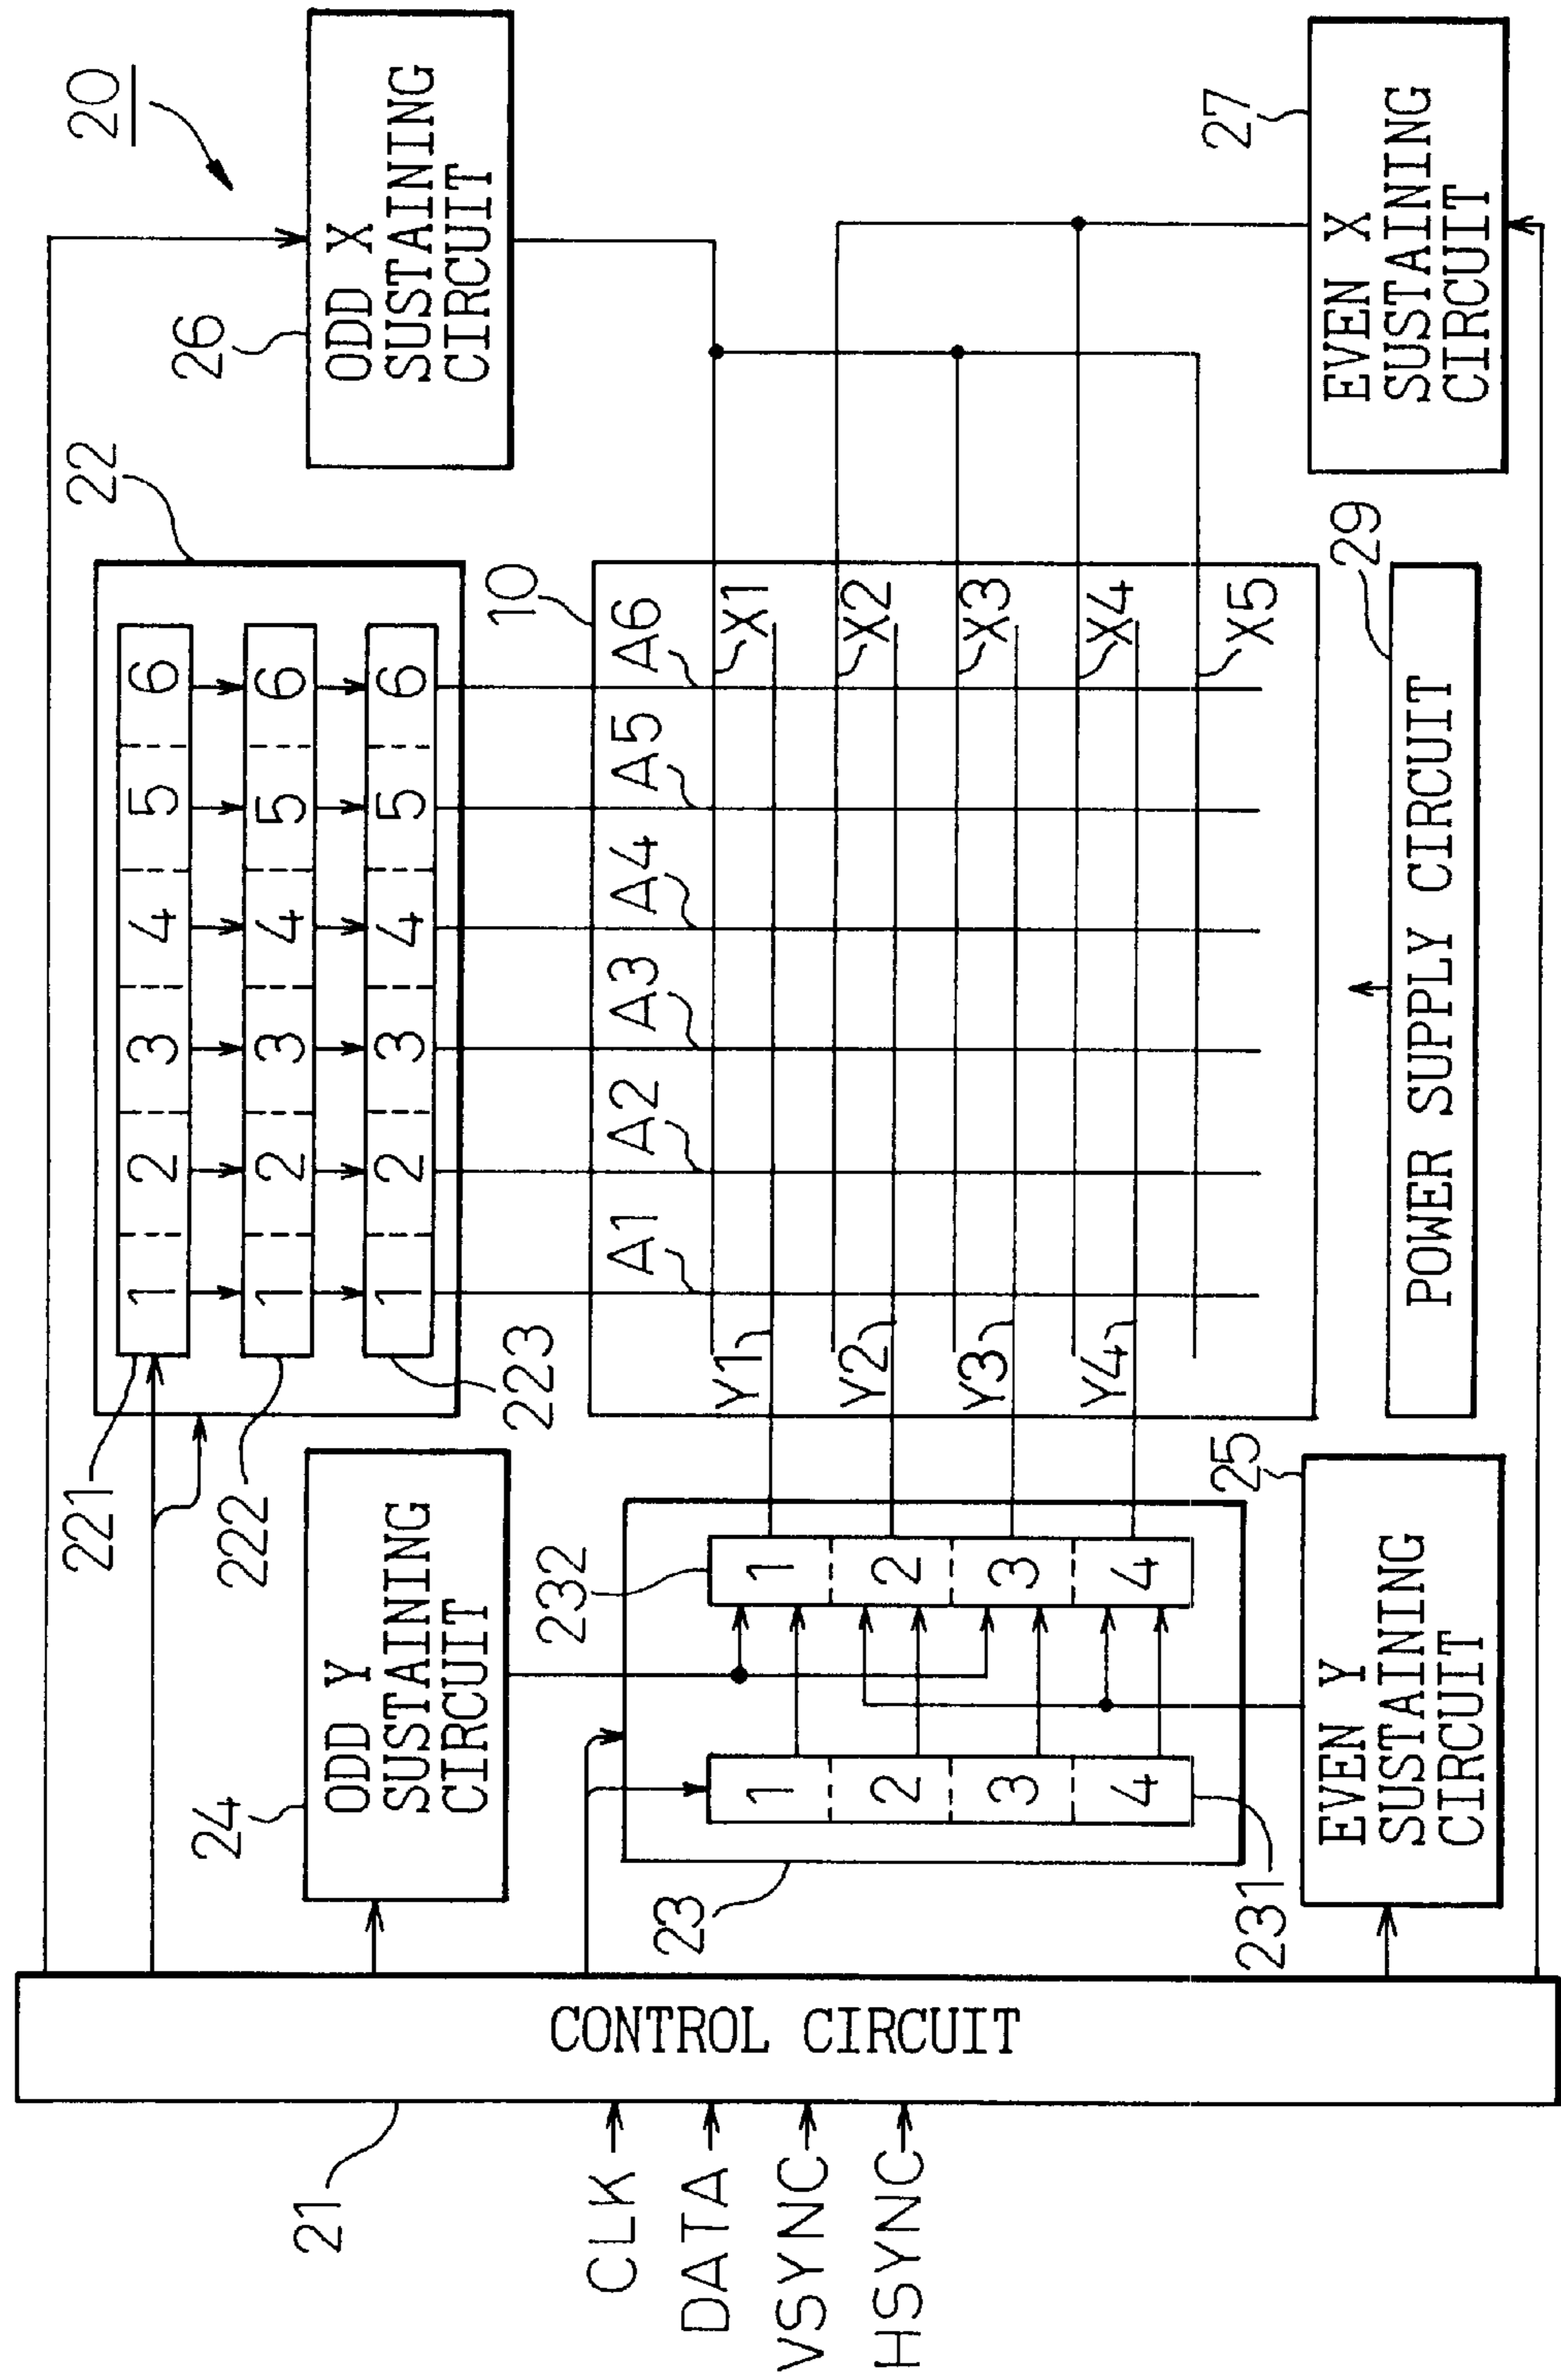 20
22
221
1 2 3 4 5 6
222
1 2 3 4 5 6
223
1 2 3 4 5 6
24
ODD Y
SUSTAINING
CIRCUIT
26
ODD X
SUSTAINING
CIRCUIT
10
A1 A2 A3 A4 A5 A6
Y1
X1
Y2
X2
Y3
X3
Y4
X4
X5
23
231
1
2
3
4
232
1
2
3
4
21
CONTROL CIRCUIT
CLK
DATA
VSYNC
HSYNC
25
EVEN Y
SUSTAINING
CIRCUIT
29
POWER SUPPLY CIRCUIT
27
EVEN X
SUSTAINING
CIRCUIT